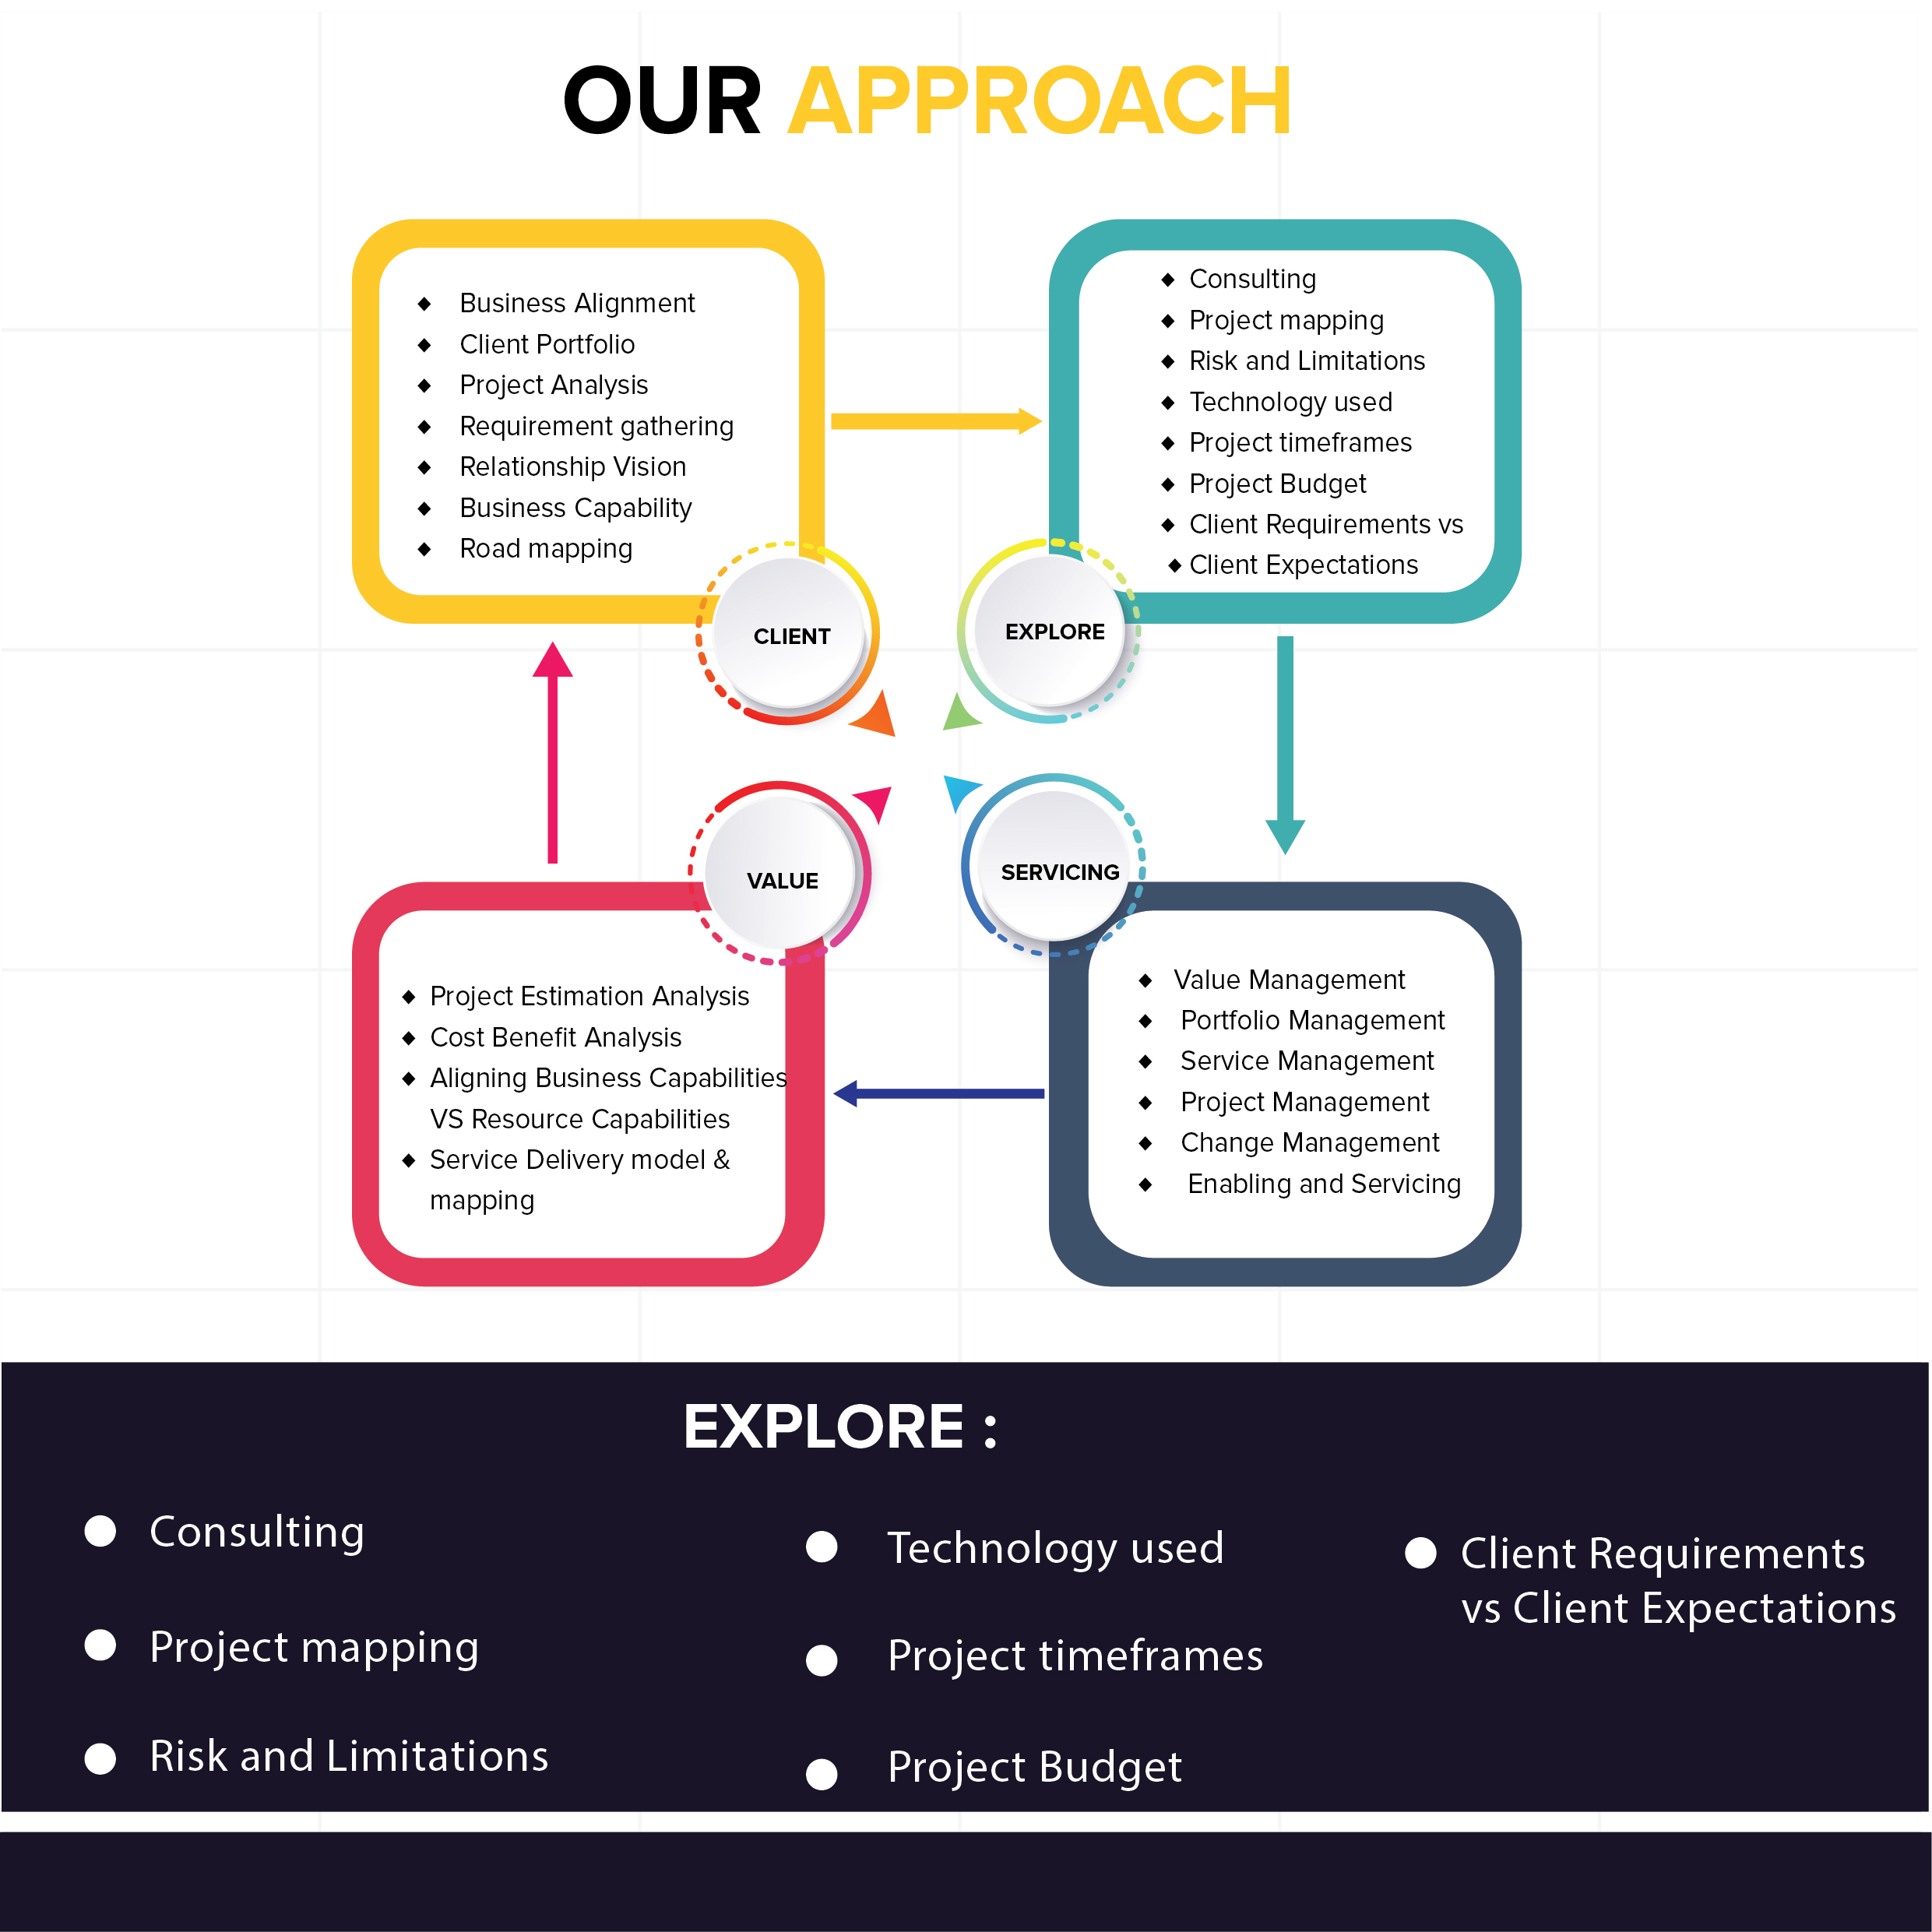 OUR APPROACH
Business Alignment
Client Portfolio
Project Analysis
Requirement gathering
Relationship Vision
Business Capability
Road mapping
CLIENT
Consulting
Project mapping
Risk and Limitations
Technology used
Project timeframes
Project Budget
Client Requirements vs
Client Expectations
EXPLORE
VALUE
Project Estimation Analysis
Cost Benefit Analysis
Aligning Business Capabilities
VS Resource Capabilities
Service Delivery model &
mapping
SERVICING
Value Management
Portfolio Management
Service Management
Project Management
Change Management
Enabling and Servicing
EXPLORE :
Consulting
Project mapping
Risk and Limitations
Technology used
Project timeframes
Project Budget
Client Requirements
vs Client Expectations